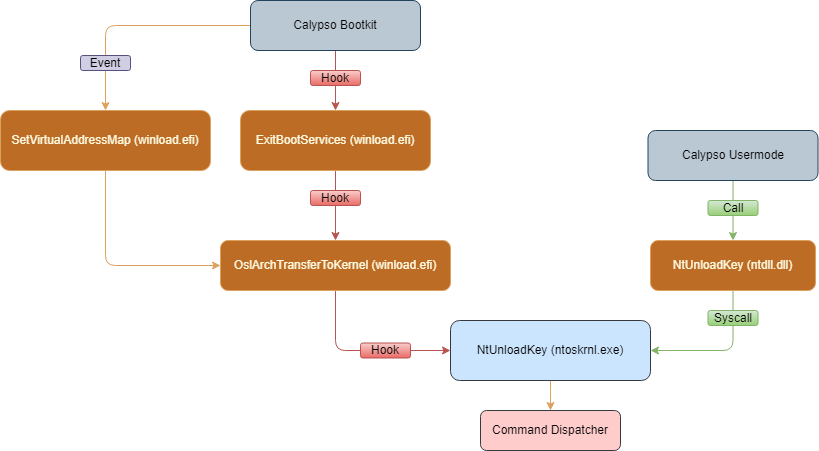 Calypso Bootkit
Event
Hook
SetVirtualAddressMap (winload.efi)
ExitBootServices (winload.efi)
Calypso Usermode
Hook
Call
OslArchTransferToKernel (winload.efi)
NtUnloadKey (ntdll.dll)
Syscall
Hook
NtUnloadKey (ntoskrnl.exe)
Command Dispatcher